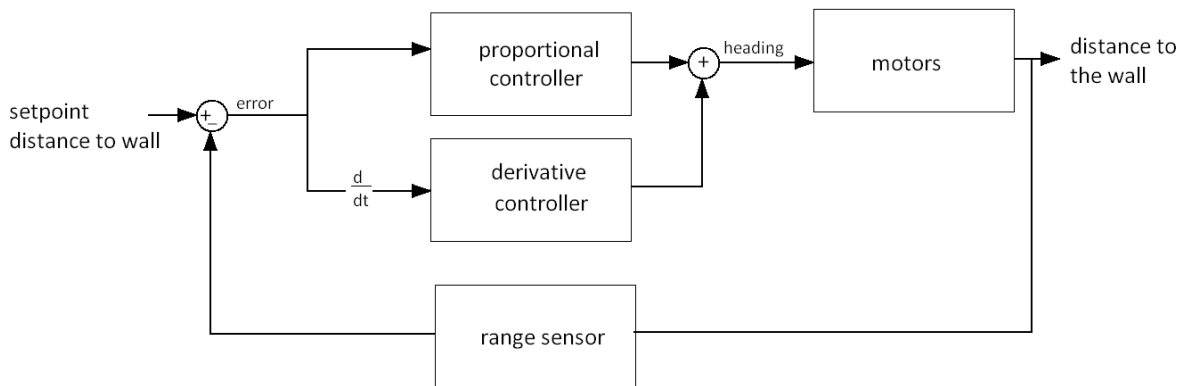 setpoint
distance to wall
+
−
error
proportional
controller
d
dt
derivative
controller
+
heading
motors
distance to
the wall
range sensor